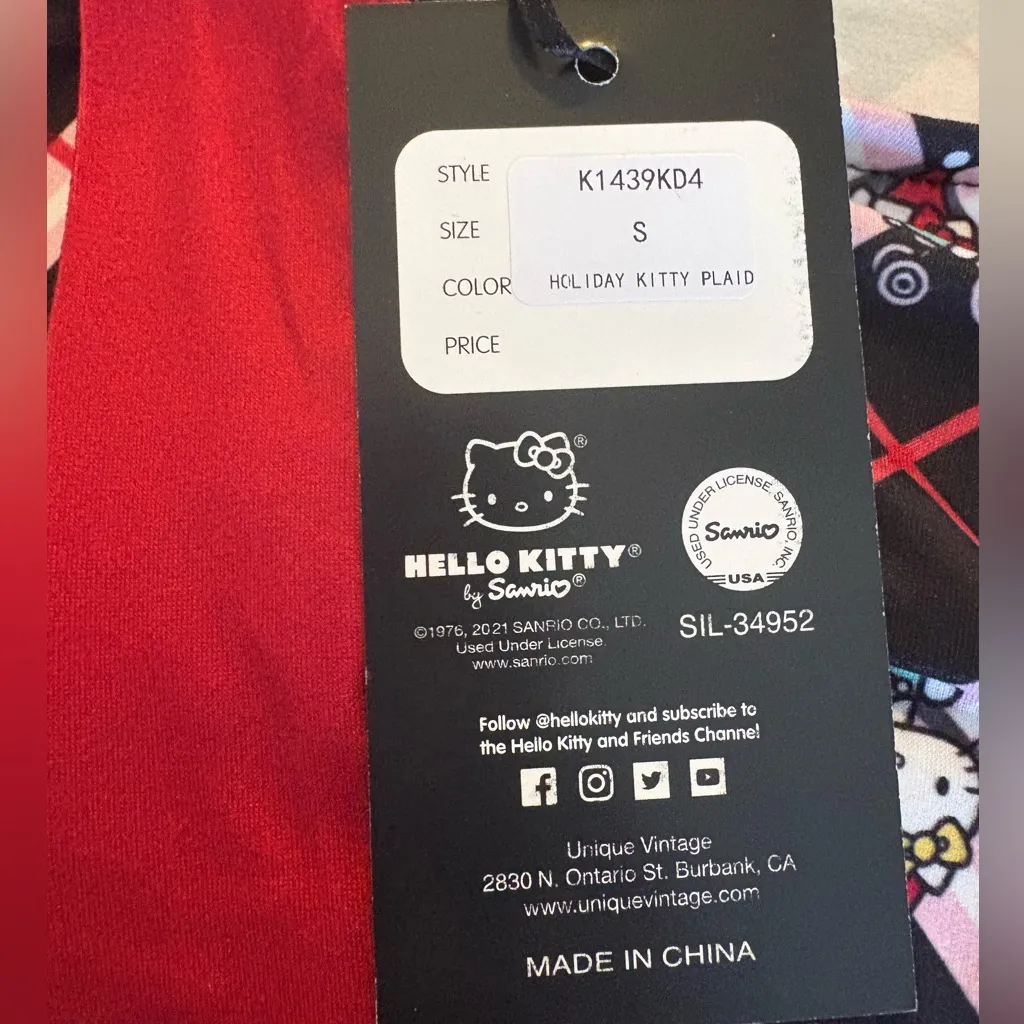 STYLE K1439KD4
SIZE S
COLOR HOLIDAY KITTY PLAID
PRICE
®
HELLO KITTY®
by Sanrio®
©1976, 2021 SANRIO CO., LTD.
Used Under License
www.sanrio.com
USED UNDER LICENSE SANRIO, INC.
Sanrio
USA
SIL-34952
Follow @hellokitty and subscribe to
the Hello Kitty and Friends Channel
Unique Vintage
2830 N. Ontario St. Burbank, CA
www.uniquevintage.com
MADE IN CHINA